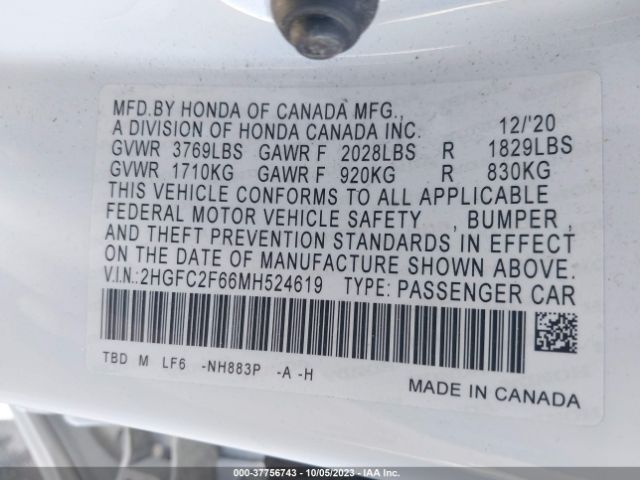 MFD.BY HONDA OF CANADA MFG.,
A DIVISION OF HONDA CANADA INC. 12/'20
GVWR 3769LBS GAWR F 2028LBS R 1829LBS
GVWR 1710KG GAWR F 920KG R 830KG
THIS VEHICLE CONFORMS TO ALL APPLICABLE
FEDERAL MOTOR VEHICLE SAFETY , BUMPER ,
AND THEFT PREVENTION STANDARDS IN EFFECT
ON THE DATE OF MANUFACTURE SHOWN ABOVE.
V.I.N.:2HGFC2F66MH524619 TYPE: PASSENGER CAR
TBD M LF6 -NH883P -A -H
MADE IN CANADA
00-37756743 - 10/05/2023 - IAA Inc.